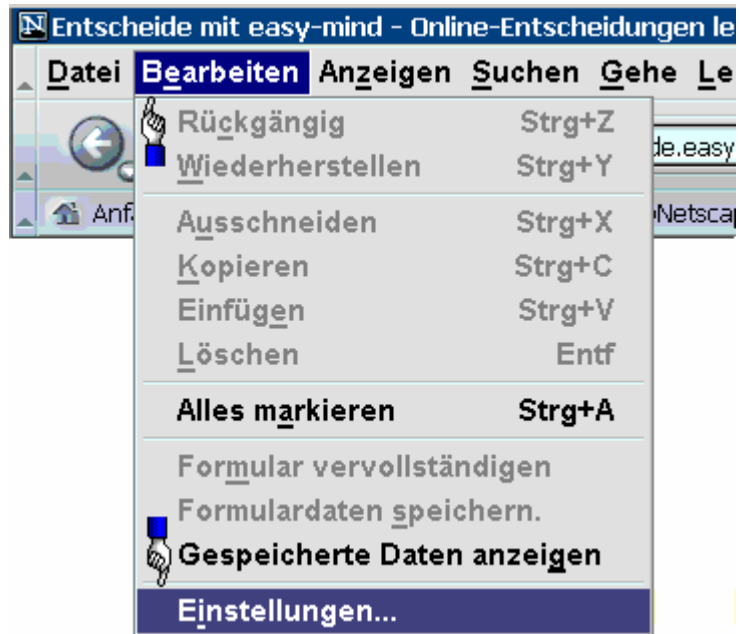 N Entscheide mit easy-mind - Online-Entscheidungen le
Datei Bearbeiten Anzeigen Suchen Gehe Le
Rückgängig Strg+Z
de.easy
Wiederherstellen Strg+Y
Anf
Netscap
Ausschneiden Strg+X
Kopieren Strg+C
Einfügen Strg+V
Löschen Entf
Alles markieren Strg+A
Formular vervollständigen
Formulardaten speichern.
Gespeicherte Daten anzeigen
Einstellungen...